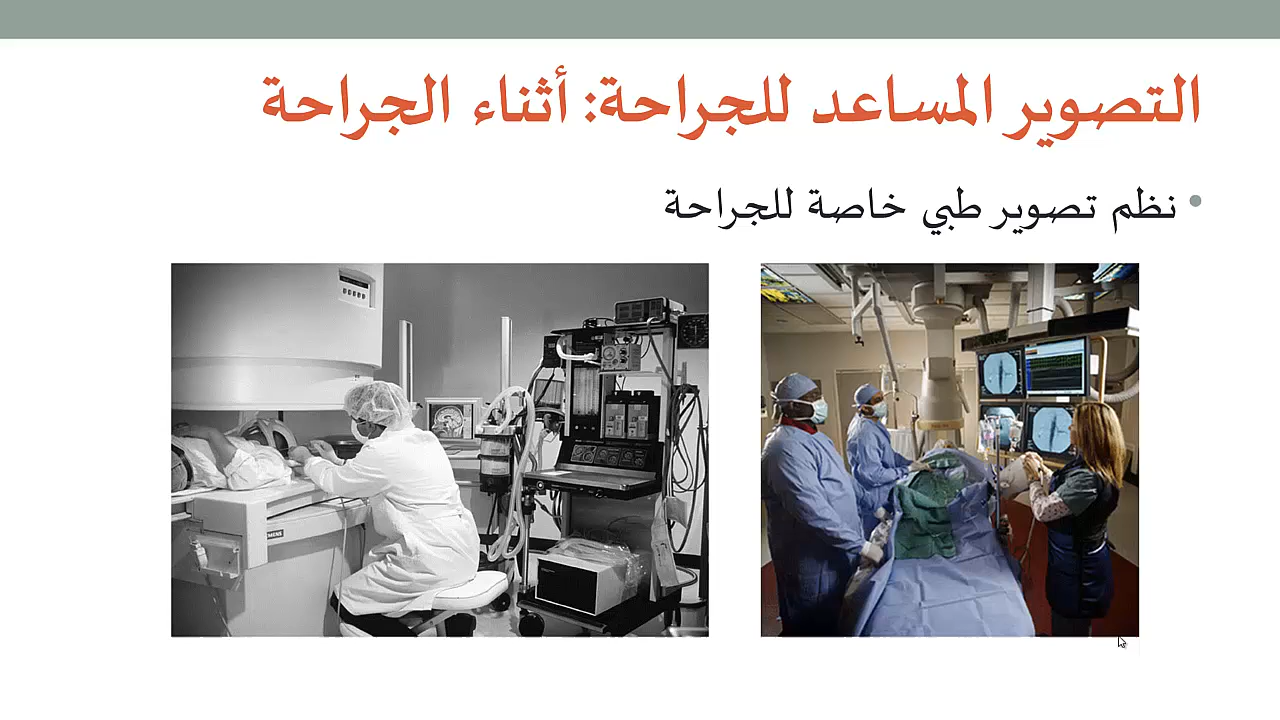 التصوير المساعد للجراحة: أثناء الجراحة
• نظم تصوير طبي خاصة للجراحة